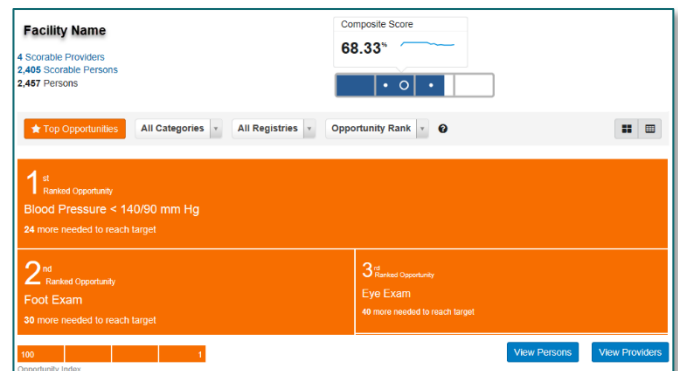 Facility Name
4 Scorable Providers
2,405 Scorable Persons
2,457 Persons
Composite Score
68.33%
Top Opportunities
All Categories
All Registries
Opportunity Rank
1st
Ranked Opportunity
Blood Pressure < 140/90 mm Hg
24 more needed to reach target
2nd
Ranked Opportunity
Foot Exam
30 more needed to reach target
3rd
Ranked Opportunity
Eye Exam
40 more needed to reach target
100 1
Opportunity Index
View Persons
View Providers